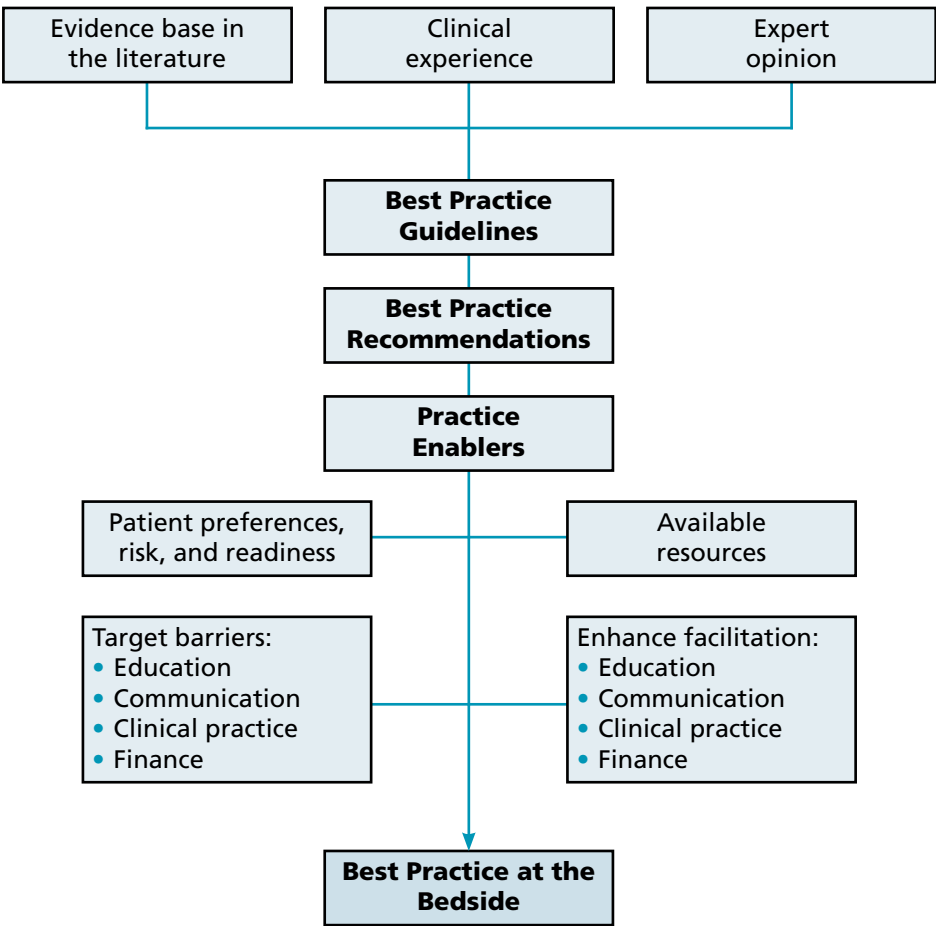 Evidence base in
the literature
Clinical
experience
Expert
opinion
Best Practice
Guidelines
Best Practice
Recommendations
Practice
Enablers
Patient preferences,
risk, and readiness
Available
resources
Target barriers:
• Education
• Communication
• Clinical practice
• Finance
Enhance facilitation:
• Education
• Communication
• Clinical practice
• Finance
Best Practice at the
Bedside